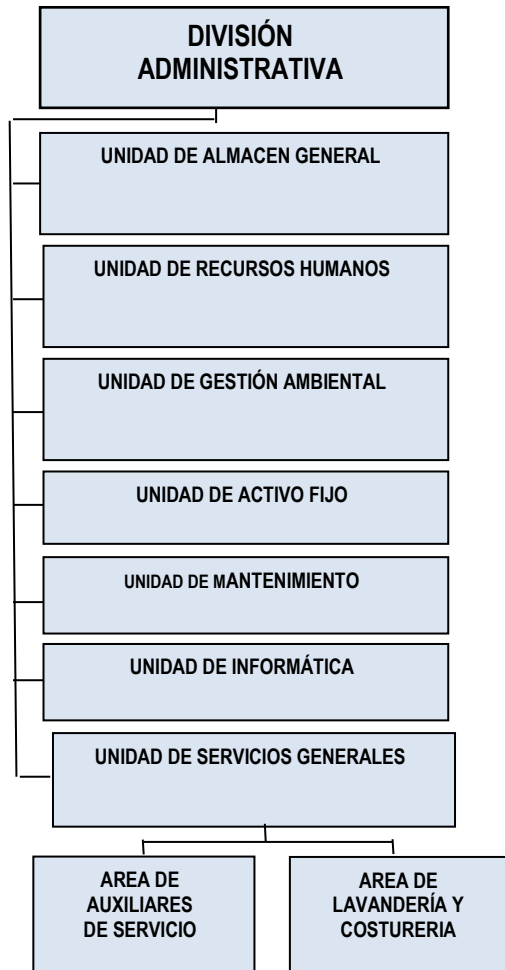 DIVISIÓN
ADMINISTRATIVA
UNIDAD DE ALMACEN GENERAL
UNIDAD DE RECURSOS HUMANOS
UNIDAD DE GESTIÓN AMBIENTAL
UNIDAD DE ACTIVO FIJO
UNIDAD DE MANTENIMIENTO
UNIDAD DE INFORMÁTICA
UNIDAD DE SERVICIOS GENERALES
AREA DE
AUXILIARES
DE SERVICIO
AREA DE
LAVANDERÍA Y
COSTURERIA